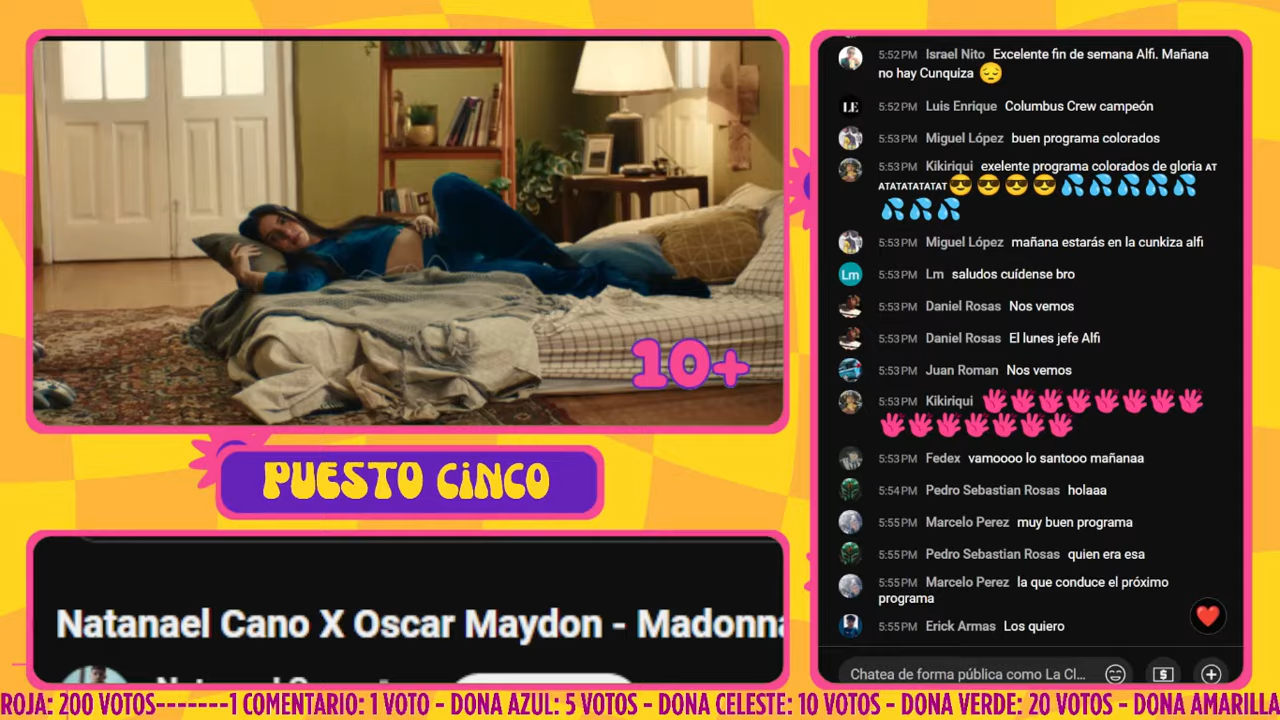 10+
PUESTO CINCO
Natanael Cano X Oscar Maydon - Madonna
5:52 PM Israel Nito Excelente fin de semana Alfi. Mañana
no hay Cunquiza 😔
LE 5:52 PM Luis Enrique Columbus Crew campeón
5:53 PM Miguel López buen programa colorados
5:53 PM Kikiriqui exelente programa colorados de gloria ᴀᴛ
ᴀᴛᴀᴛᴀᴛᴀᴛᴀᴛ😎😎😎😎💦💦💦💦💦
💦💦💦
5:53 PM Miguel López mañana estarás en la cunkiza alfi
Lm 5:53 PM Lm saludos cuídense bro
5:53 PM Daniel Rosas Nos vemos
5:53 PM Daniel Rosas El lunes jefe Alfi
5:53 PM Juan Roman Nos vemos
5:53 PM Kikiriqui
5:53 PM Fedex vamoooo lo santooo mañanaa
5:54 PM Pedro Sebastian Rosas holaaa
5:55 PM Marcelo Perez muy buen programa
5:55 PM Pedro Sebastian Rosas quien era esa
5:55 PM Marcelo Perez la que conduce el próximo
programa
5:55 PM Erick Armas Los quiero
Chatea de forma pública como La Cl...
ROJA: 200 VOTOS-------1 COMENTARIO: 1 VOTO - DONA AZUL: 5 VOTOS - DONA CELESTE: 10 VOTOS - DONA VERDE: 20 VOTOS - DONA AMARILLA